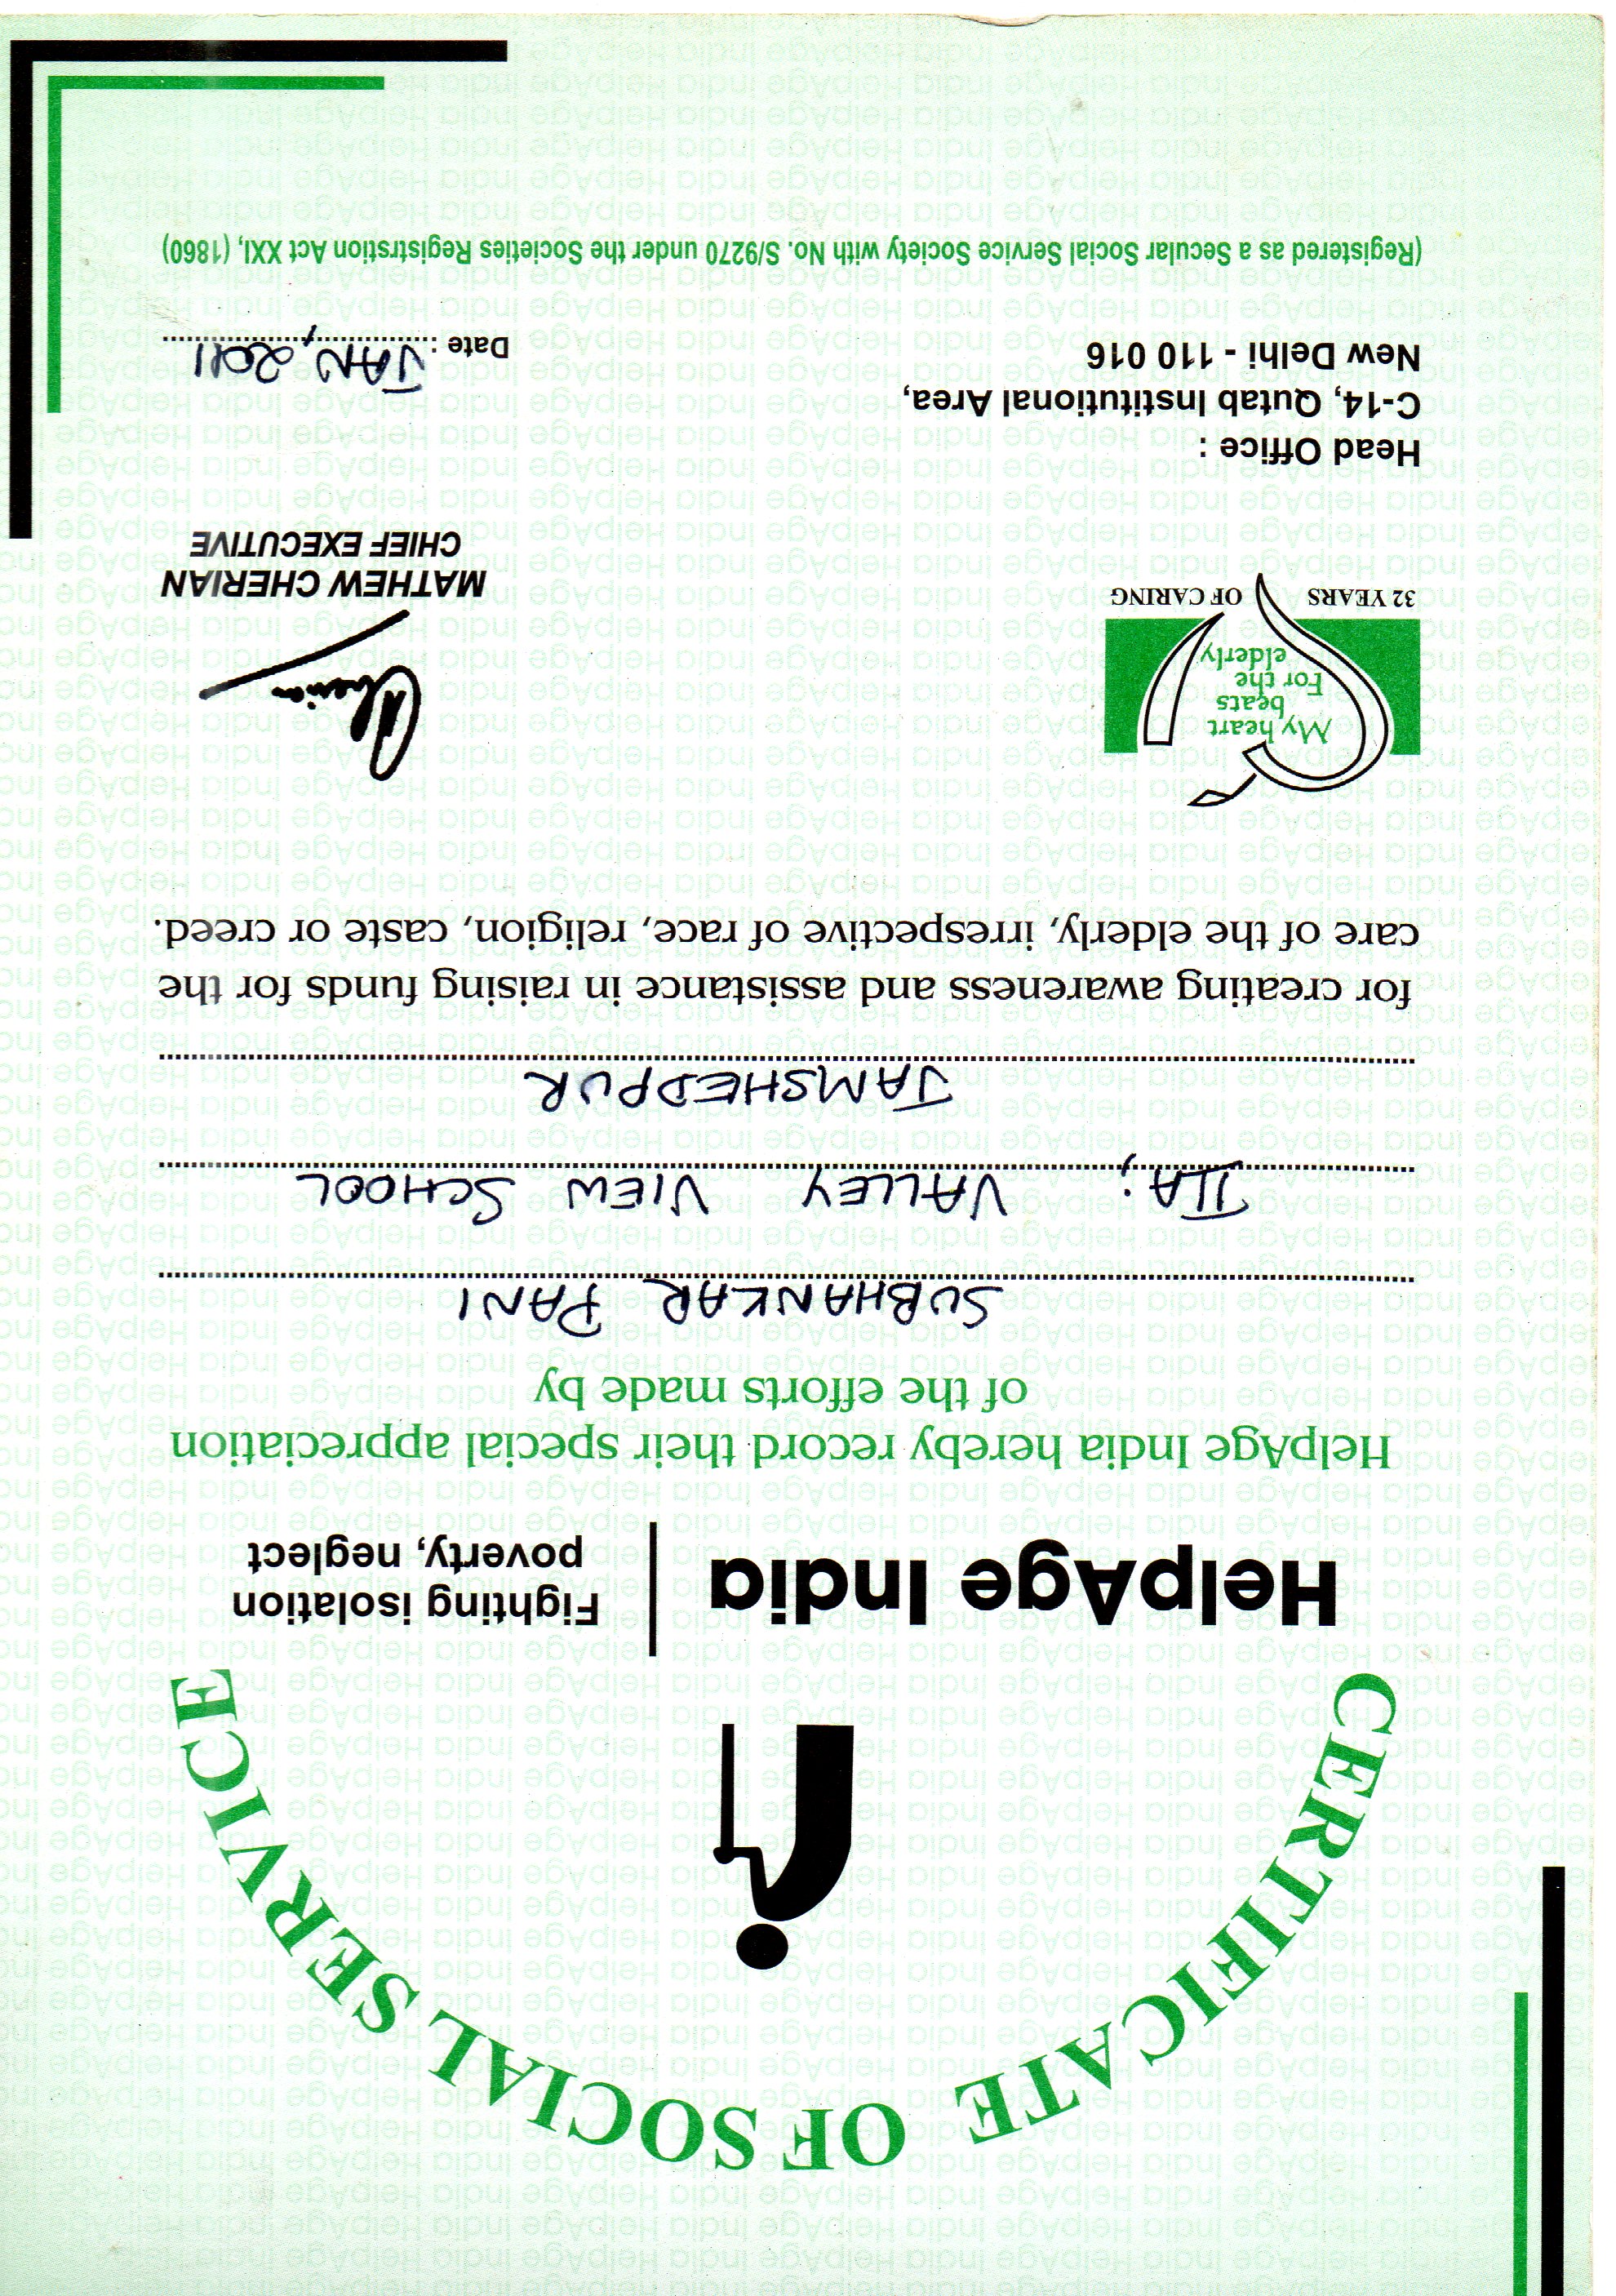 CERTIFICATE OF SOCIAL SERVICE
HelpAge India
Fighting isolation
poverty, neglect
HelpAge India hereby record their special appreciation
of the efforts made by
SUBHANKAR PANI
IIA; VALLEY VIEW SCHOOL
JAMSHEDPUR
for creating awareness and assistance in raising funds for the
care of the elderly, irrespective of race, religion, caste or creed.
My heart
beats
For the
elderly
32 YEARS OF CARING
Cherian
MATHEW CHERIAN
CHIEF EXECUTIVE
Head Office :
C-14, Qutab Institutional Area,
New Delhi - 110 016
Date : JAN, 2011
(Registered as a Secular Social Service Society with No. S/9270 under the Societies Registrstion Act XXI, (1860)